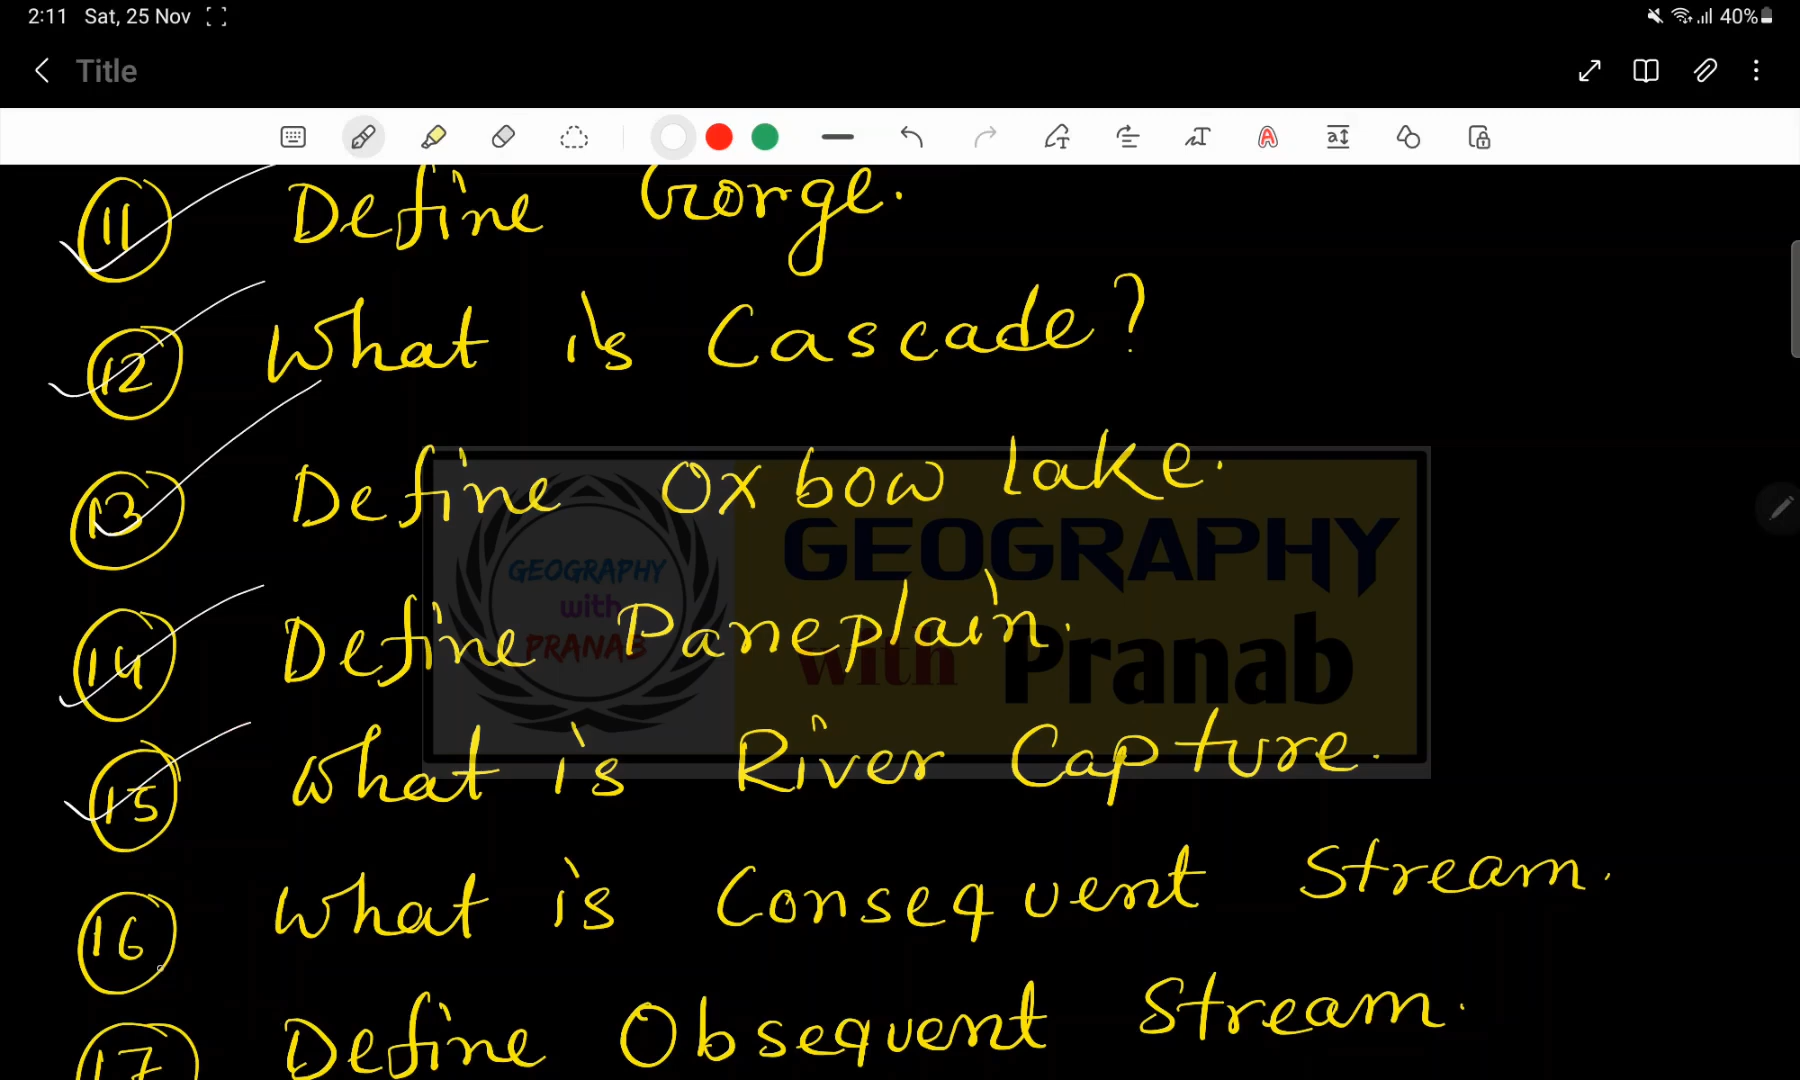 2:11 Sat, 25 Nov
40%
Title
11 Define Gorge.
12 What is Cascade?
13 Define Oxbow lake.
GEOGRAPHY with Pranab
GEOGRAPHY with PRANAB
14 Define Paneplain.
15 What is River Capture.
16 What is Consequent Stream.
17 Define Obsequent Stream.